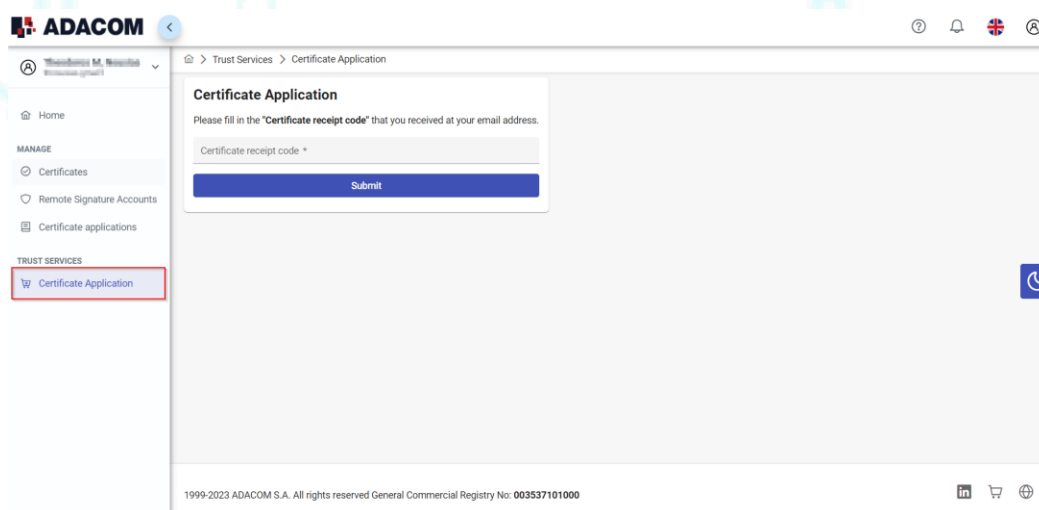 ADACOM
Trust Services > Certificate Application
Home
MANAGE
Certificates
Remote Signature Accounts
Certificate applications
TRUST SERVICES
Certificate Application
Certificate Application
Please fill in the "Certificate receipt code" that you received at your email address.
Certificate receipt code *
Submit
1999-2023 ADACOM S.A. All rights reserved General Commercial Registry No: 003537101000
in